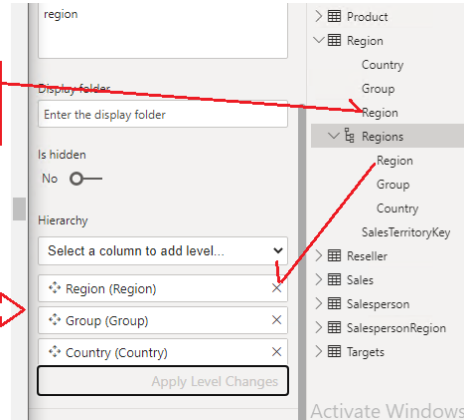 region
Display folder
Enter the display folder
Is hidden
No
Hierarchy
Select a column to add level...
Region (Region)
Group (Group)
Country (Country)
Apply Level Changes
Product
Region
Country
Group
Region
Regions
Region
Group
Country
SalesTerritoryKey
Reseller
Sales
Salesperson
SalespersonRegion
Targets
Activate Windows